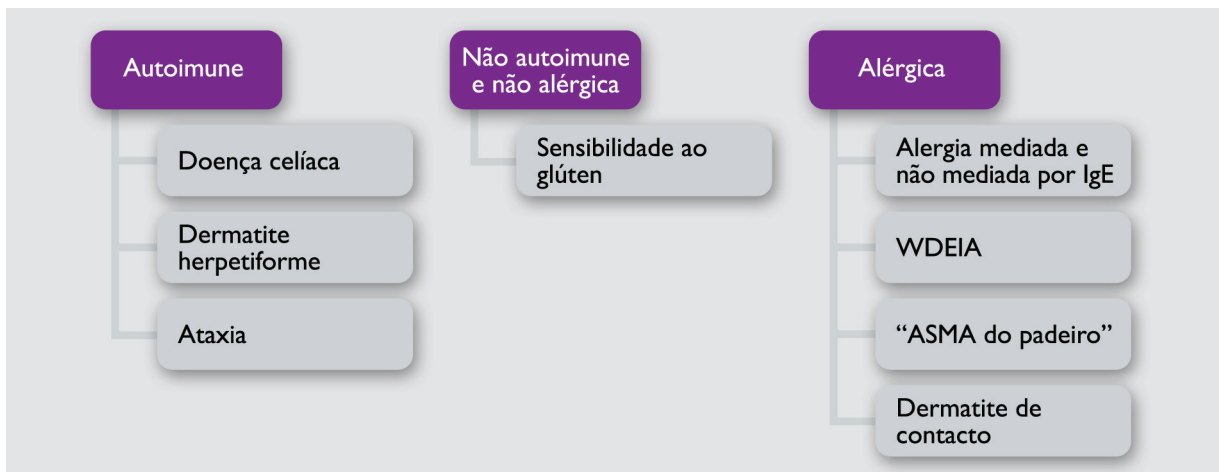 Autoimune
Doença celíaca
Dermatite
herpetiforme
Ataxia
Não autoimune
e não alérgica
Sensibilidade ao
glúten
Alérgica
Alergia mediada e
não mediada por IgE
WDEIA
“ASMA do padeiro”
Dermatite de
contacto